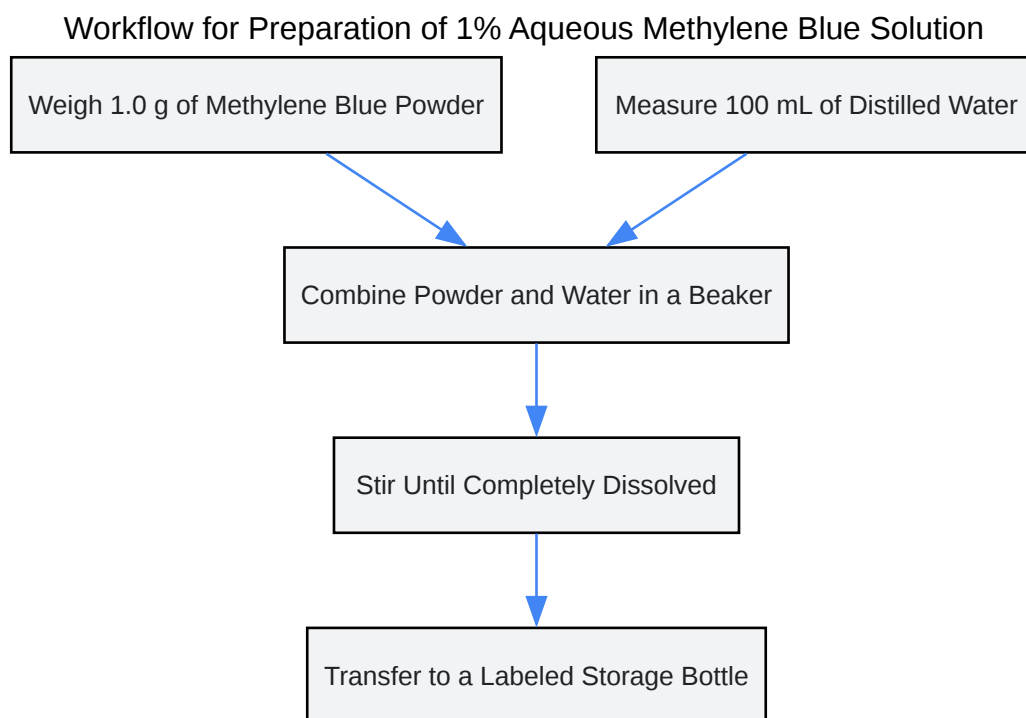 Workflow for Preparation of 1% Aqueous Methylene Blue Solution
Weigh 1.0 g of Methylene Blue Powder
Measure 100 mL of Distilled Water
Combine Powder and Water in a Beaker
Stir Until Completely Dissolved
Transfer to a Labeled Storage Bottle